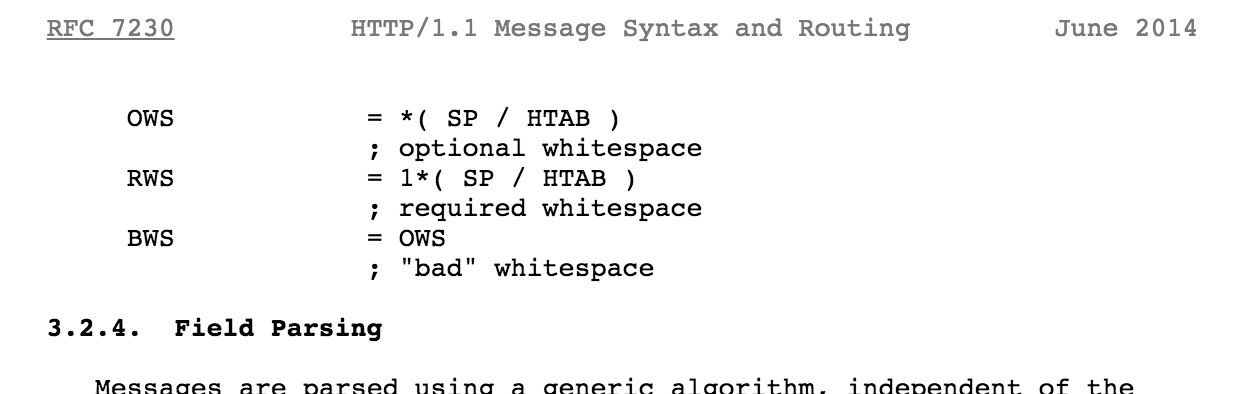 RFC 7230 HTTP/1.1 Message Syntax and Routing June 2014
OWS = *( SP / HTAB )
; optional whitespace
RWS = 1*( SP / HTAB )
; required whitespace
BWS = OWS
; "bad" whitespace
3.2.4. Field Parsing
Messages are parsed using a generic algorithm, independent of the